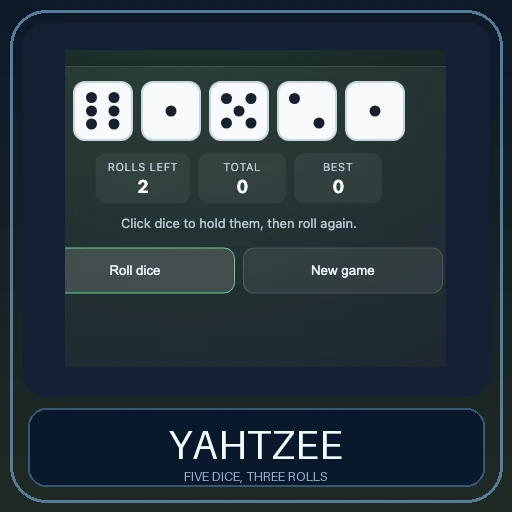 ROLLS LEFT TOTAL BEST
2 0 0
Click dice to hold them, then roll again.
Roll dice New game
YAHTZEE
FIVE DICE, THREE ROLLS